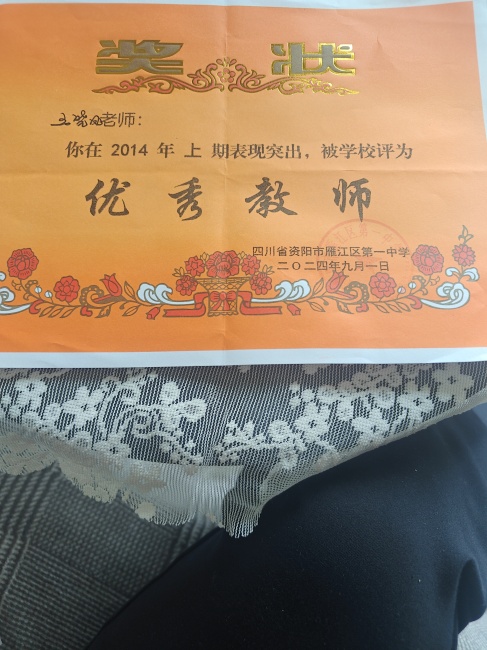 奖 状
老师：
你在 2014 年 上 期表现突出，被学校评为
优秀教师
四川省资阳市雁江区第一中学
二〇二四年九月一日